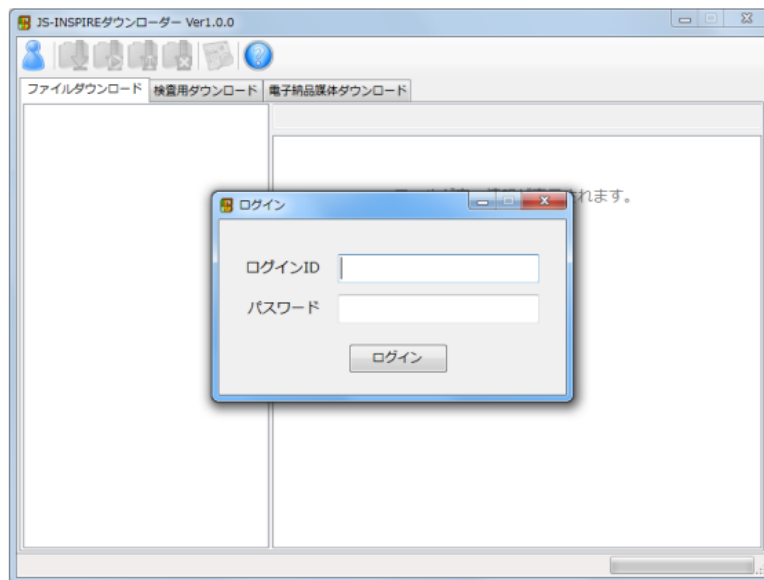 JS-INSPIREダウンローダー Ver1.0.0
ファイルダウンロード 検査用ダウンロード 電子納品媒体ダウンロード
れます。
ログイン
ログインID
パスワード
ログイン